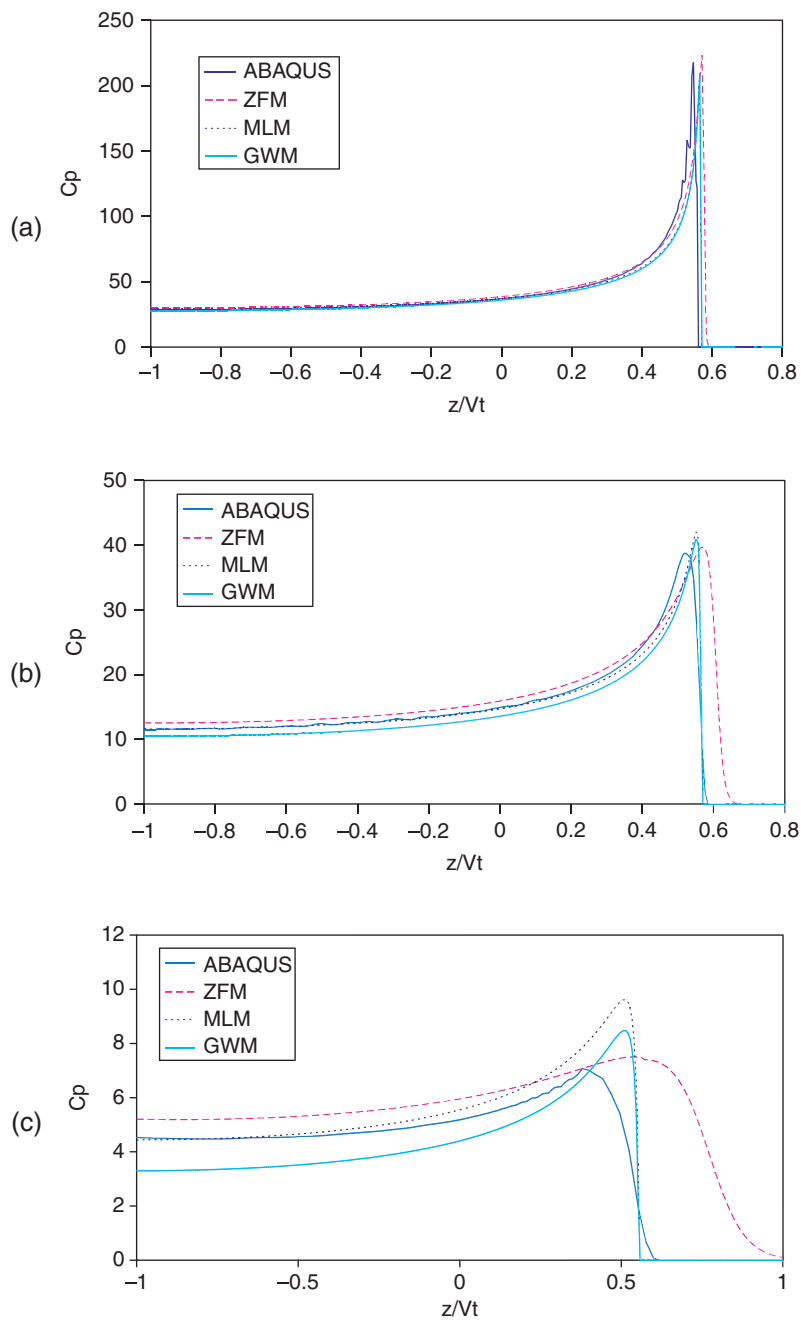 (a)
Cp
250
200
150
100
50
0
ABAQUS
ZFM
MLM
GWM
–1
–0.8
–0.6
–0.4
–0.2
0
0.2
0.4
0.6
0.8
z/Vt
(b)
Cp
50
40
30
20
10
0
ABAQUS
ZFM
MLM
GWM
–1
–0.8
–0.6
–0.4
–0.2
0
0.2
0.4
0.6
0.8
z/Vt
(c)
Cp
12
10
8
6
4
2
0
ABAQUS
ZFM
MLM
GWM
–1
–0.5
0
0.5
1
z/Vt